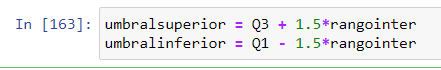 In [163]: umbralsuperior = Q3 + 1.5*rangointer
umbralinferior = Q1 - 1.5*rangointer